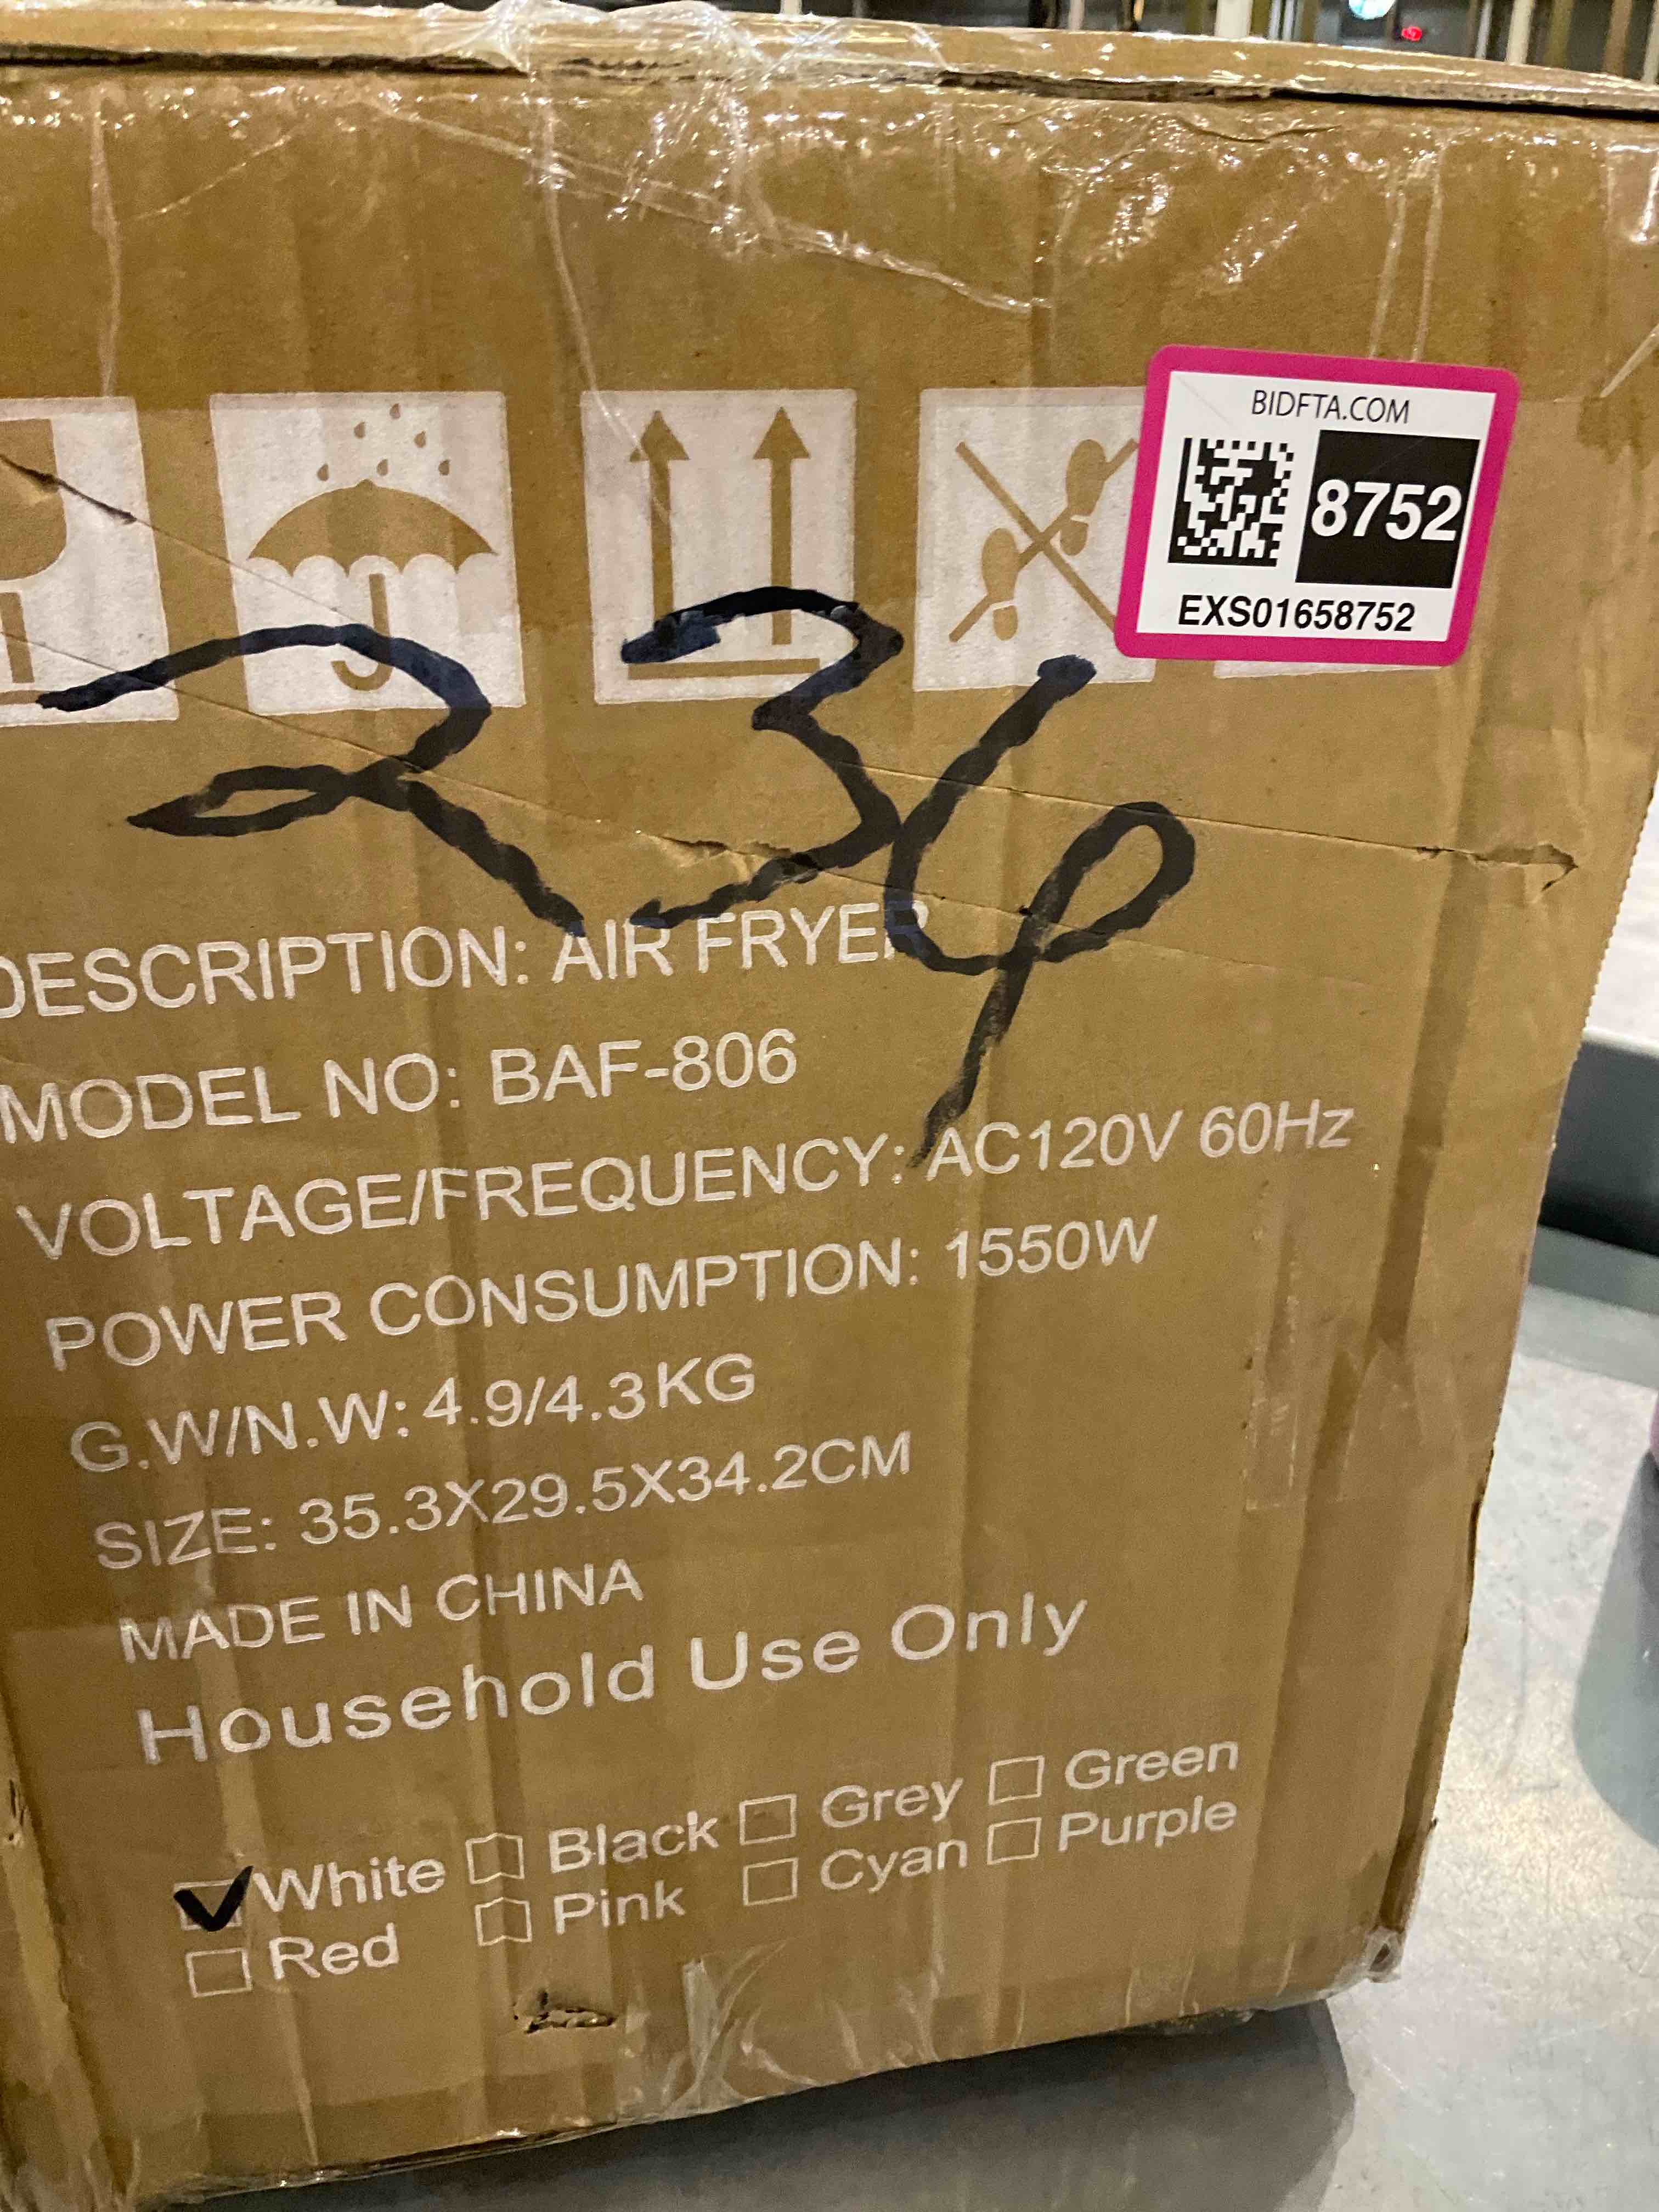 BIDFTA.COM
8752
EXS01658752
236
DESCRIPTION: AIR FRYER
MODEL NO: BAF-806
VOLTAGE/FREQUENCY: AC120V 60Hz
POWER CONSUMPTION: 1550W
G.W/N.W: 4.9/4.3KG
SIZE: 35.3X29.5X34.2CM
MADE IN CHINA
Household Use Only
White Black Grey Green
Red Pink Cyan Purple